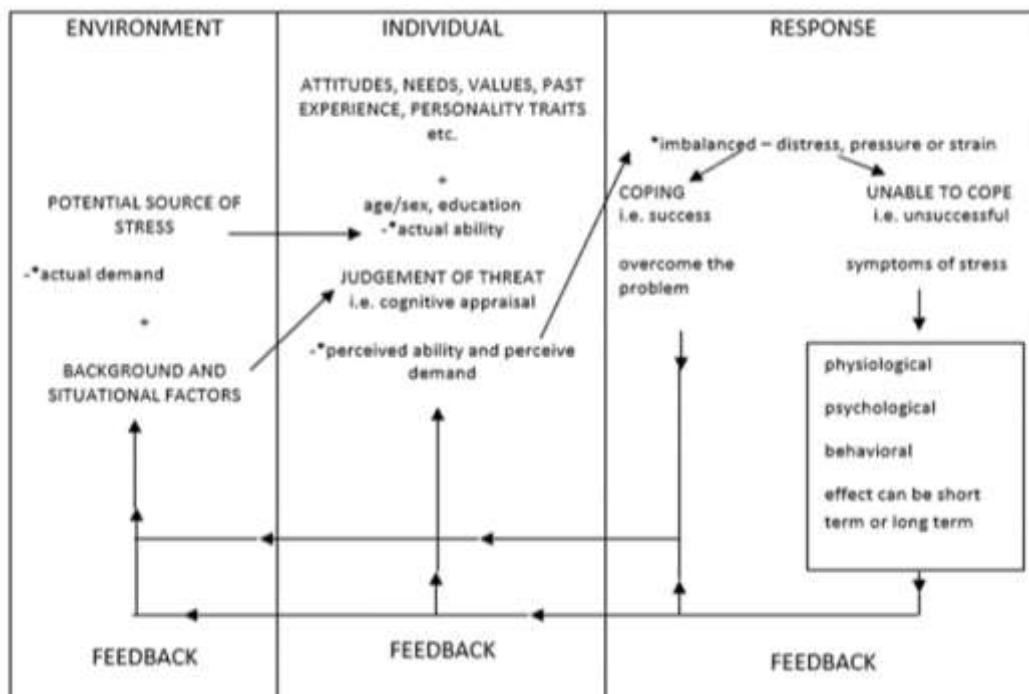 ENVIRONMENT
INDIVIDUAL
RESPONSE
POTENTIAL SOURCE OF
STRESS
-*actual demand
+
BACKGROUND AND
SITUATIONAL FACTORS
FEEDBACK
ATTITUDES, NEEDS, VALUES, PAST
EXPERIENCE, PERSONALITY TRAITS
etc.
+
age/sex, education
-*actual ability
JUDGEMENT OF THREAT
i.e. cognitive appraisal
-*perceived ability and perceive
demand
FEEDBACK
*imbalanced – distress, pressure or strain
COPING
i.e. success
overcome the
problem
UNABLE TO COPE
i.e. unsuccessful
symptoms of stress
physiological
psychological
behavioral
effect can be short
term or long term
FEEDBACK